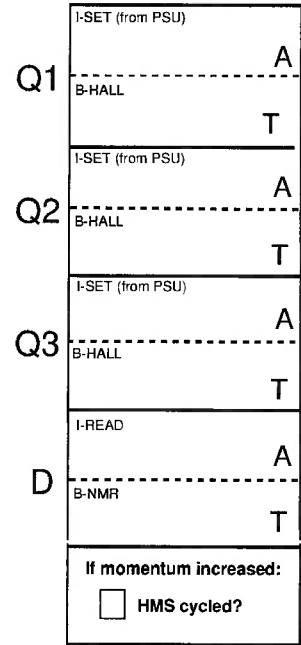 I-SET (from PSU)
A
Q1
B-HALL
T
I-SET (from PSU)
A
Q2
B-HALL
T
I-SET (from PSU)
A
Q3
B-HALL
T
I-READ
A
D
B-NMR
T
If momentum increased:
HMS cycled?